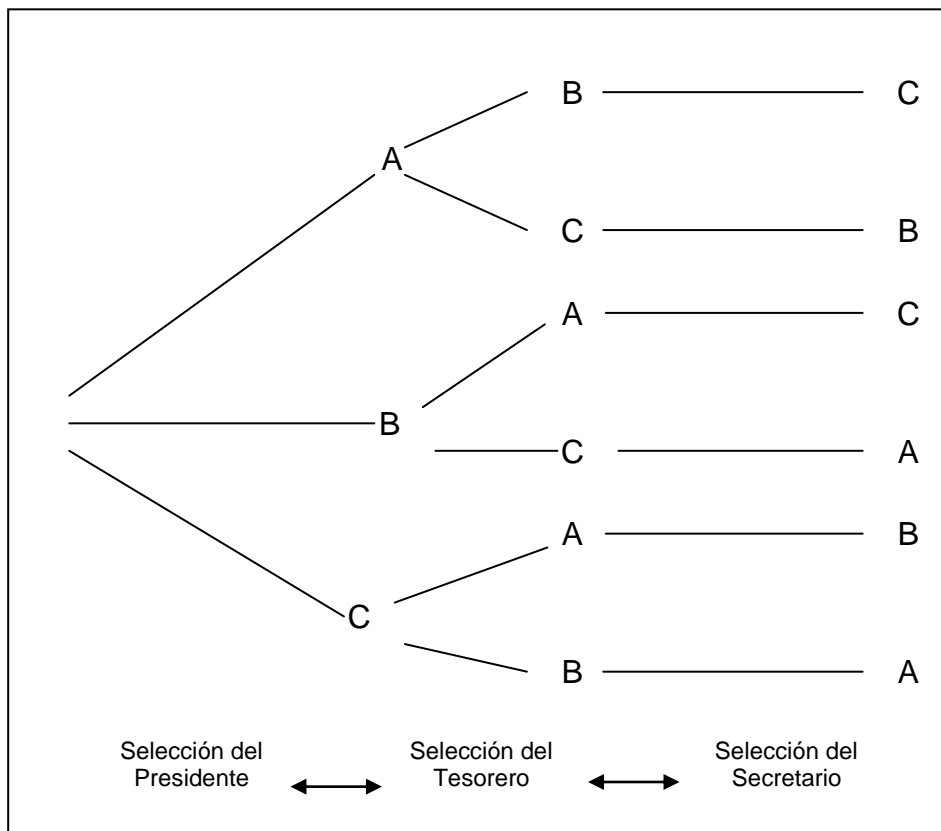 B C
A
C B
A C
B
C A
A B
C
B A
Selección del Selección del Selección del
Presidente Tesorero Secretario